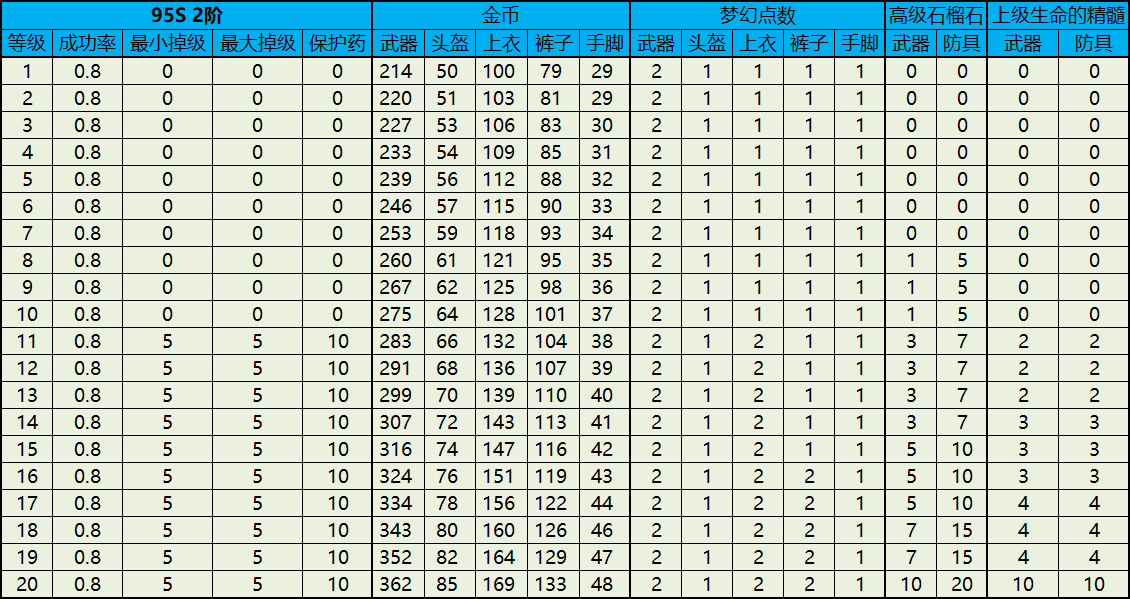 95S 2阶 金币 梦幻点数 高级石榴石 上级生命的精髓
等级 成功率 最小掉级 最大掉级 保护药 武器 头盔 上衣 裤子 手脚 武器 头盔 上衣 裤子 手脚 武器 防具 武器 防具
1 0.8 0 0 0 214 50 100 79 29 2 1 1 1 1 0 0 0 0
2 0.8 0 0 0 220 51 103 81 29 2 1 1 1 1 0 0 0 0
3 0.8 0 0 0 227 53 106 83 30 2 1 1 1 1 0 0 0 0
4 0.8 0 0 0 233 54 109 85 31 2 1 1 1 1 0 0 0 0
5 0.8 0 0 0 239 56 112 88 32 2 1 1 1 1 0 0 0 0
6 0.8 0 0 0 246 57 115 90 33 2 1 1 1 1 0 0 0 0
7 0.8 0 0 0 253 59 118 93 34 2 1 1 1 1 0 0 0 0
8 0.8 0 0 0 260 61 121 95 35 2 1 1 1 1 1 5 0 0
9 0.8 0 0 0 267 62 125 98 36 2 1 1 1 1 1 5 0 0
10 0.8 0 0 0 275 64 128 101 37 2 1 1 1 1 1 5 0 0
11 0.8 5 5 10 283 66 132 104 38 2 1 2 1 1 3 7 2 2
12 0.8 5 5 10 291 68 136 107 39 2 1 2 1 1 3 7 2 2
13 0.8 5 5 10 299 70 139 110 40 2 1 2 1 1 3 7 2 2
14 0.8 5 5 10 307 72 143 113 41 2 1 2 1 1 3 7 3 3
15 0.8 5 5 10 316 74 147 116 42 2 1 2 1 1 5 10 3 3
16 0.8 5 5 10 324 76 151 119 43 2 1 2 2 1 5 10 3 3
17 0.8 5 5 10 334 78 156 122 44 2 1 2 2 1 5 10 4 4
18 0.8 5 5 10 343 80 160 126 46 2 1 2 2 1 7 15 4 4
19 0.8 5 5 10 352 82 164 129 47 2 1 2 2 1 7 15 4 4
20 0.8 5 5 10 362 85 169 133 48 2 1 2 2 1 10 20 10 10